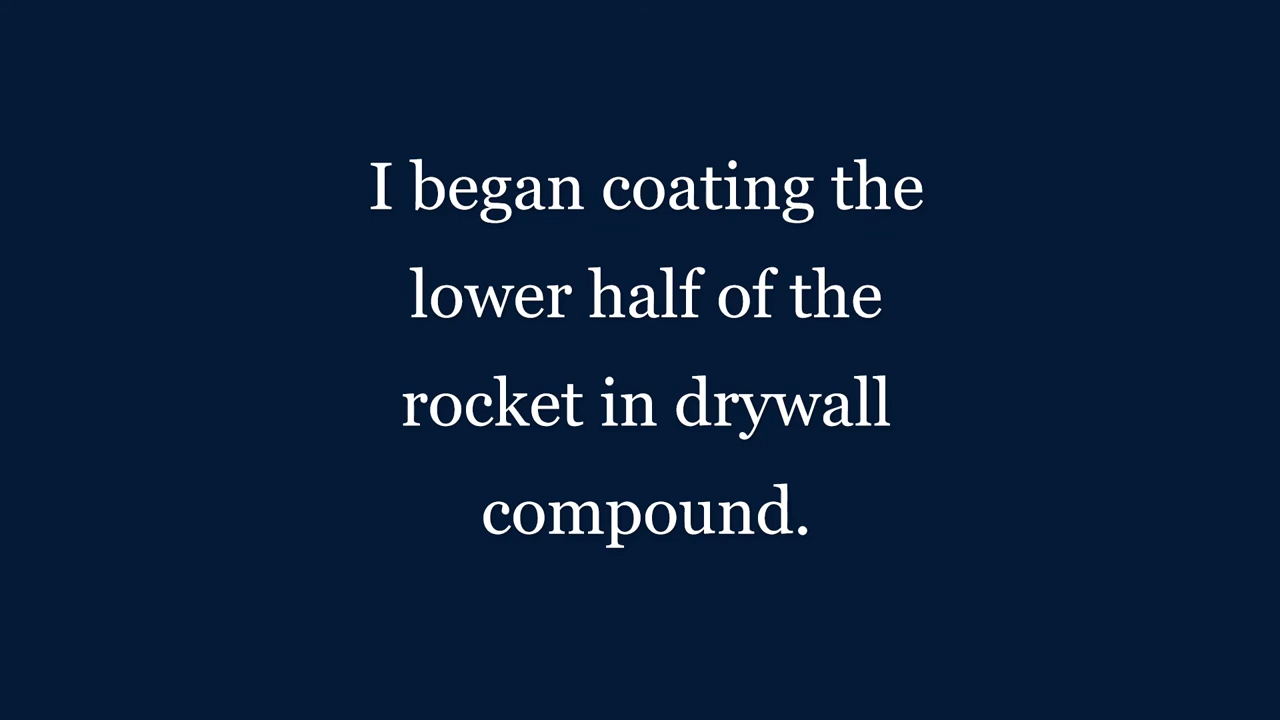 I began coating the
lower half of the
rocket in drywall
compound.